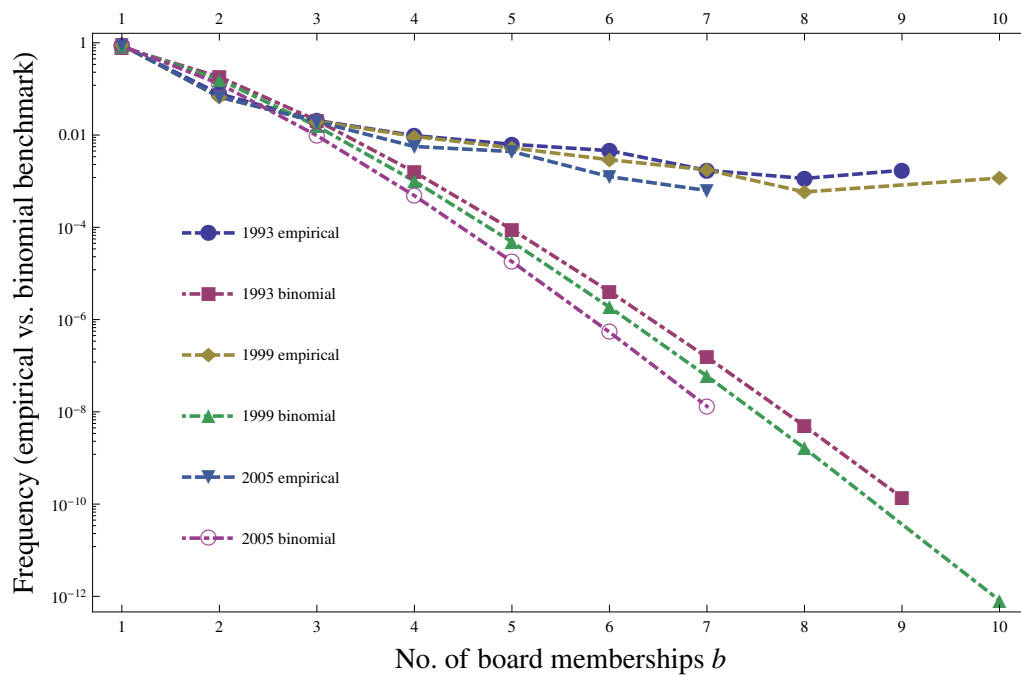 1 2 3 4 5 6 7 8 9 10
Frequency (empirical vs. binomial benchmark)
1
0.01
10⁻⁴
10⁻⁶
10⁻⁸
10⁻¹⁰
10⁻¹²
1993 empirical
1993 binomial
1999 empirical
1999 binomial
2005 empirical
2005 binomial
1 2 3 4 5 6 7 8 9 10
No. of board memberships b